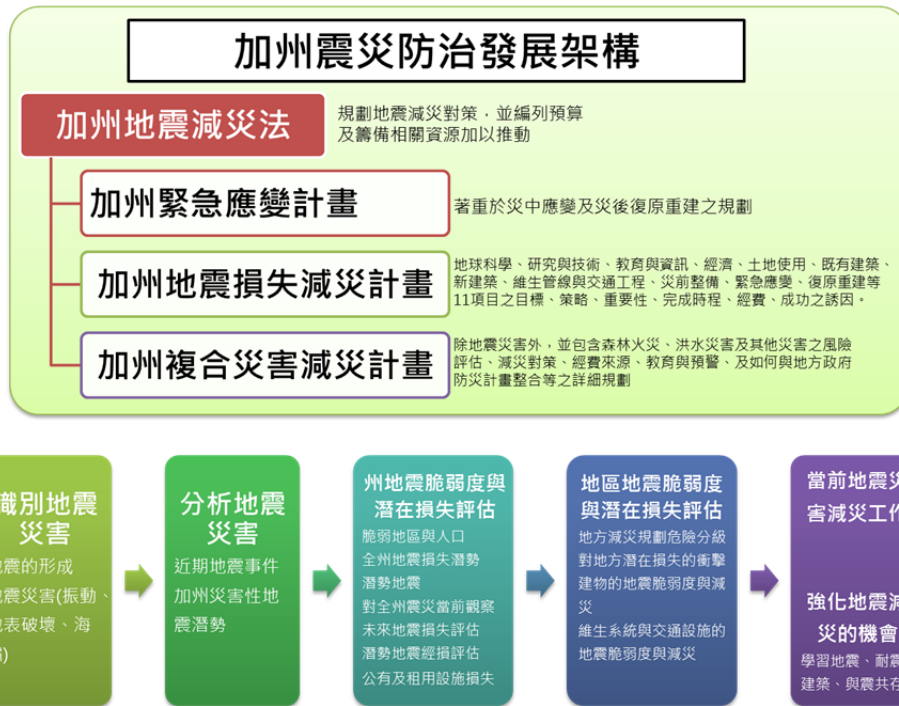 加州震災防治發展架構
加州地震減災法
規劃地震減災對策，並編列預算
及籌備相關資源加以推動
加州緊急應變計畫
著重於災中應變及災後復原重建之規劃
加州地震損失減災計畫
地球科學、研究與技術、教育與資訊、經濟、土地使用、既有建築、
新建築、維生管線與交通工程、災前整備、緊急應變、復原重建等
11項目之目標、策略、重要性、完成時程、經費、成功之誘因。
加州複合災害減災計畫
除地震災害外，並包含森林火災、洪水災害及其他災害之風險
評估、減災對策、經費來源、教育與預警、及如何與地方政府
防災計畫整合等之詳細規劃
識別地震
災害
地震的形成
地震災害(振動、
地表破壞、海
)
分析地震
災害
近期地震事件
加州災害性地
震潛勢
州地震脆弱度與
潛在損失評估
脆弱地區與人口
全州地震損失潛勢
潛勢地震
對全州震災當前觀察
未來地震損失評估
潛勢地震經損評估
公有及租用設施損失
地區地震脆弱度
與潛在損失評估
地方減災規劃危險分級
對地方潛在損失的衝擊
建物的地震脆弱度與減
災
維生系統與交通設施的
地震脆弱度與減災
當前地震災
害減災工作
強化地震減
災的機會
學習地震、耐震
建築、與震共存